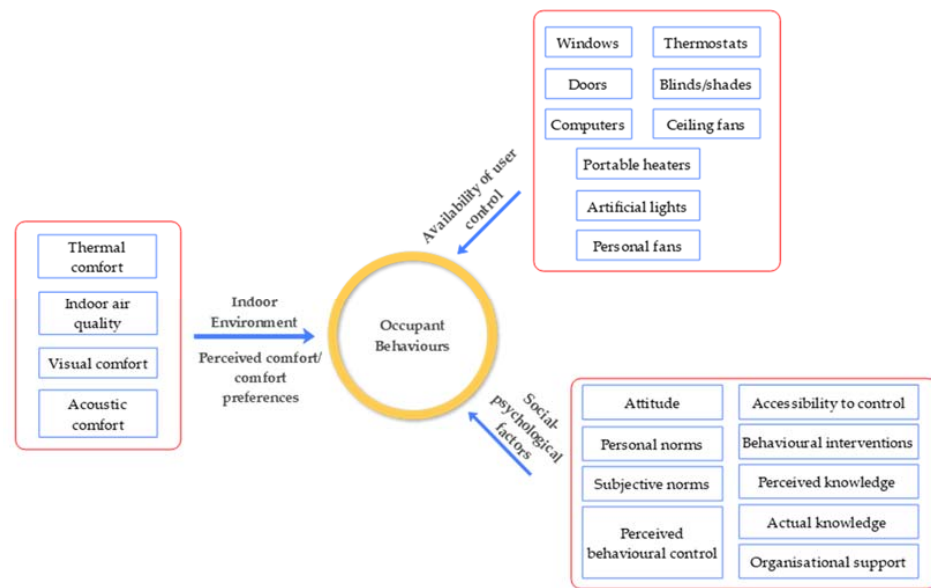 Windows
Thermostats
Doors
Blinds/shades
Computers
Ceiling fans
Portable heaters
Artificial lights
Personal fans
Availability of user
control
Thermal
comfort
Indoor air
quality
Visual comfort
Acoustic
comfort
Indoor
Environment
Perceived comfort/
comfort
preferences
Occupant
Behaviours
Social-
psychological
factors
Attitude
Accessibility to control
Personal norms
Behavioural interventions
Subjective norms
Perceived knowledge
Perceived
behavioural control
Actual knowledge
Organisational support